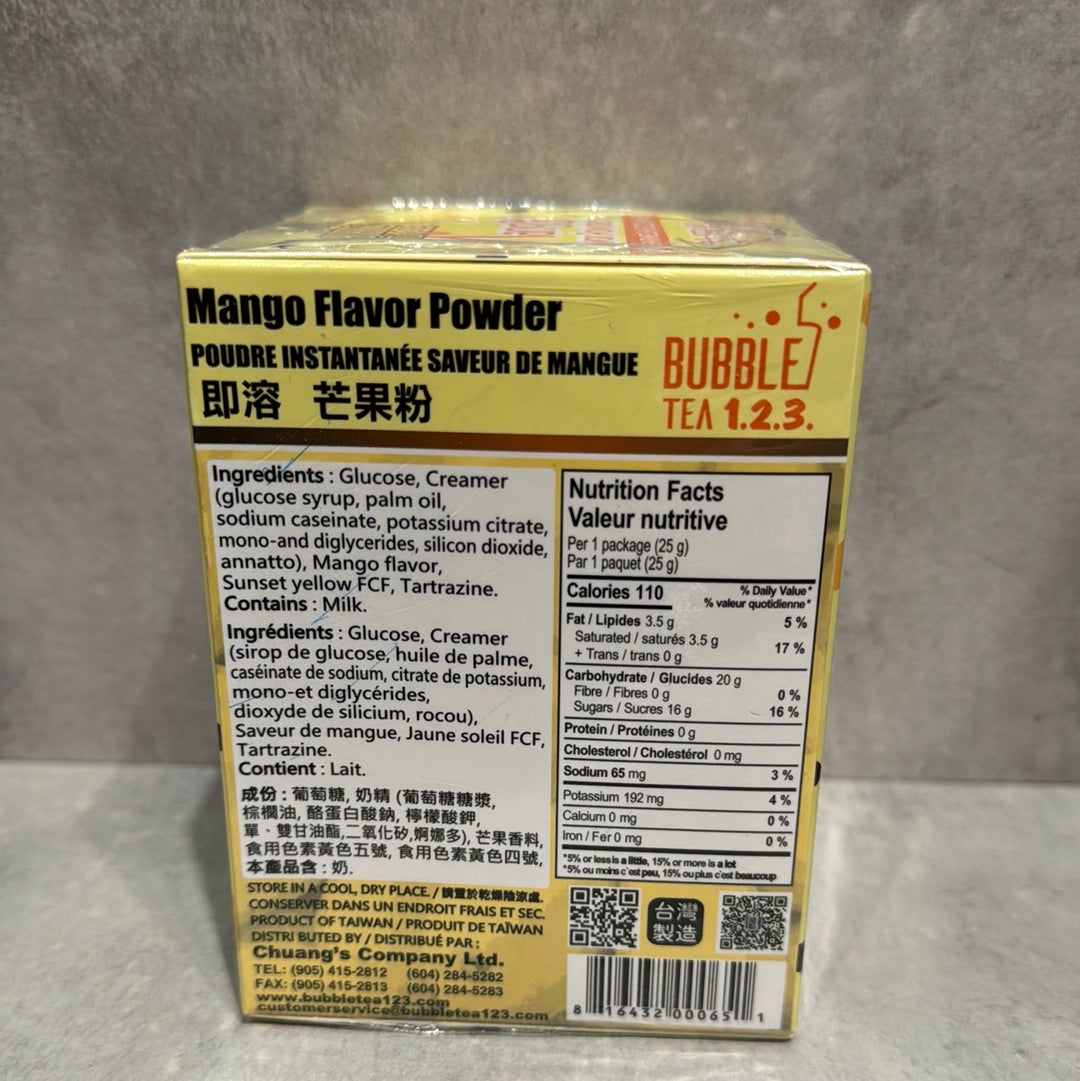 Mango Flavor Powder
POUDRE INSTANTANÉE SAVEUR DE MANGUE
即溶 芒果粉
BUBBLE
TEA 1.2.3.
Ingredients : Glucose, Creamer
(glucose syrup, palm oil,
sodium caseinate, potassium citrate,
mono-and diglycerides, silicon dioxide,
annatto), Mango flavor,
Sunset yellow FCF, Tartrazine.
Contains : Milk.
Ingrédients : Glucose, Creamer
(sirop de glucose, huile de palme,
caséinate de sodium, citrate de potassium,
mono-et diglycérides,
dioxyde de silicium, rocou),
Saveur de mangue, Jaune soleil FCF,
Tartrazine.
Contient : Lait.
成份 : 葡萄糖, 奶精 (葡萄糖糖漿,
棕櫚油, 酪蛋白酸鈉, 檸檬酸鉀,
單、雙甘油酯,二氧化矽,婀娜多), 芒果香料,
食用色素黃色五號, 食用色素黃色四號,
本產品含 : 奶.
STORE IN A COOL, DRY PLACE. / 請置於乾燥陰涼處.
CONSERVER DANS UN ENDROIT FRAIS ET SEC.
PRODUCT OF TAIWAN / PRODUIT DE TAÏWAN
DISTRI BUTED BY / DISTRIBUÉ PAR :
Chuang's Company Ltd.
TEL: (905) 415-2812 (604) 284-5282
FAX: (905) 415-2813 (604) 284-5283
www.bubbletea123.com
customerservice@bubbletea123.com
Nutrition Facts
Valeur nutritive
Per 1 package (25 g)
Par 1 paquet (25 g)
Calories 110
% Daily Value*
% valeur quotidienne*
Fat / Lipides 3.5 g 5 %
Saturated / saturés 3.5 g
+ Trans / trans 0 g 17 %
Carbohydrate / Glucides 20 g
Fibre / Fibres 0 g 0 %
Sugars / Sucres 16 g 16 %
Protein / Protéines 0 g
Cholesterol / Cholestérol 0 mg
Sodium 65 mg 3 %
Potassium 192 mg 4 %
Calcium 0 mg 0 %
Iron / Fer 0 mg 0 %
*5% or less is a little, 15% or more is a lot
*5% ou moins c'est peu, 15% ou plus c'est beaucoup
台灣
製造
8 16432 00065 1